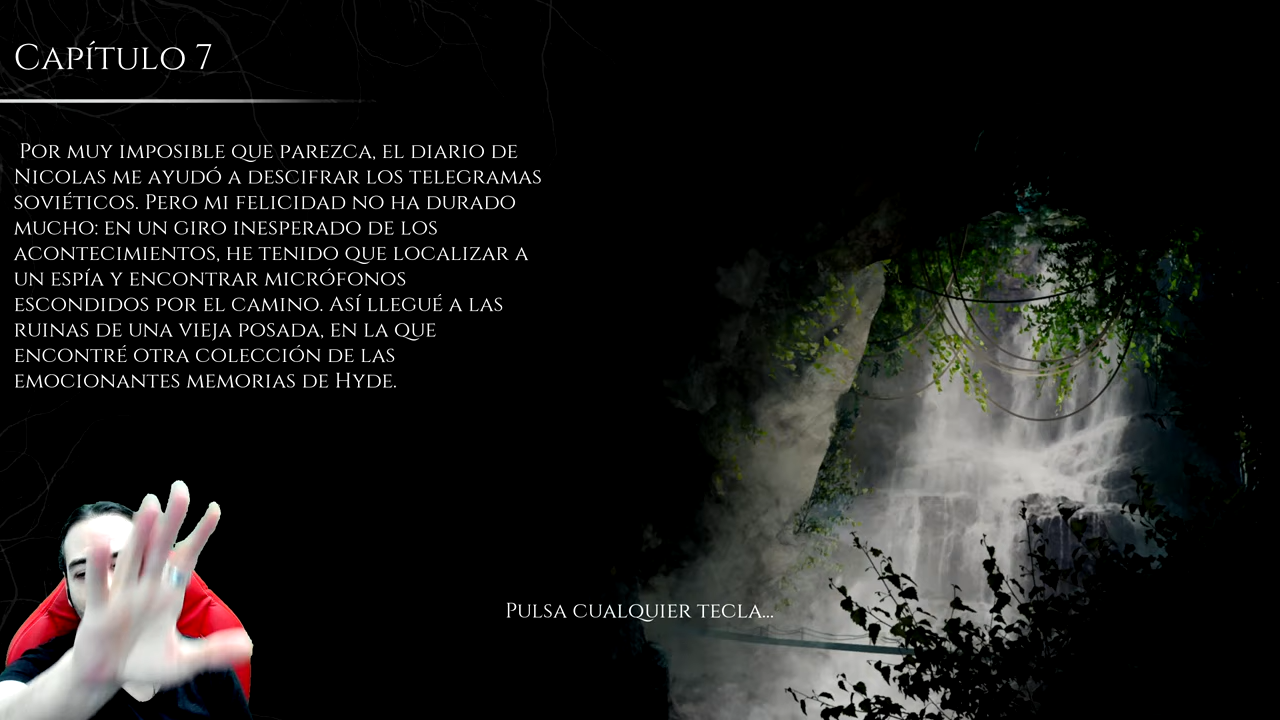 Capítulo 7
Por muy imposible que parezca, el diario de
Nicolas me ayudó a descifrar los telegramas
soviéticos. Pero mi felicidad no ha durado
mucho: en un giro inesperado de los
acontecimientos, he tenido que localizar a
un espía y encontrar micrófonos
escondidos por el camino. Así llegué a las
ruinas de una vieja posada, en la que
encontré otra colección de las
emocionantes memorias de Hyde.
Pulsa cualquier tecla...